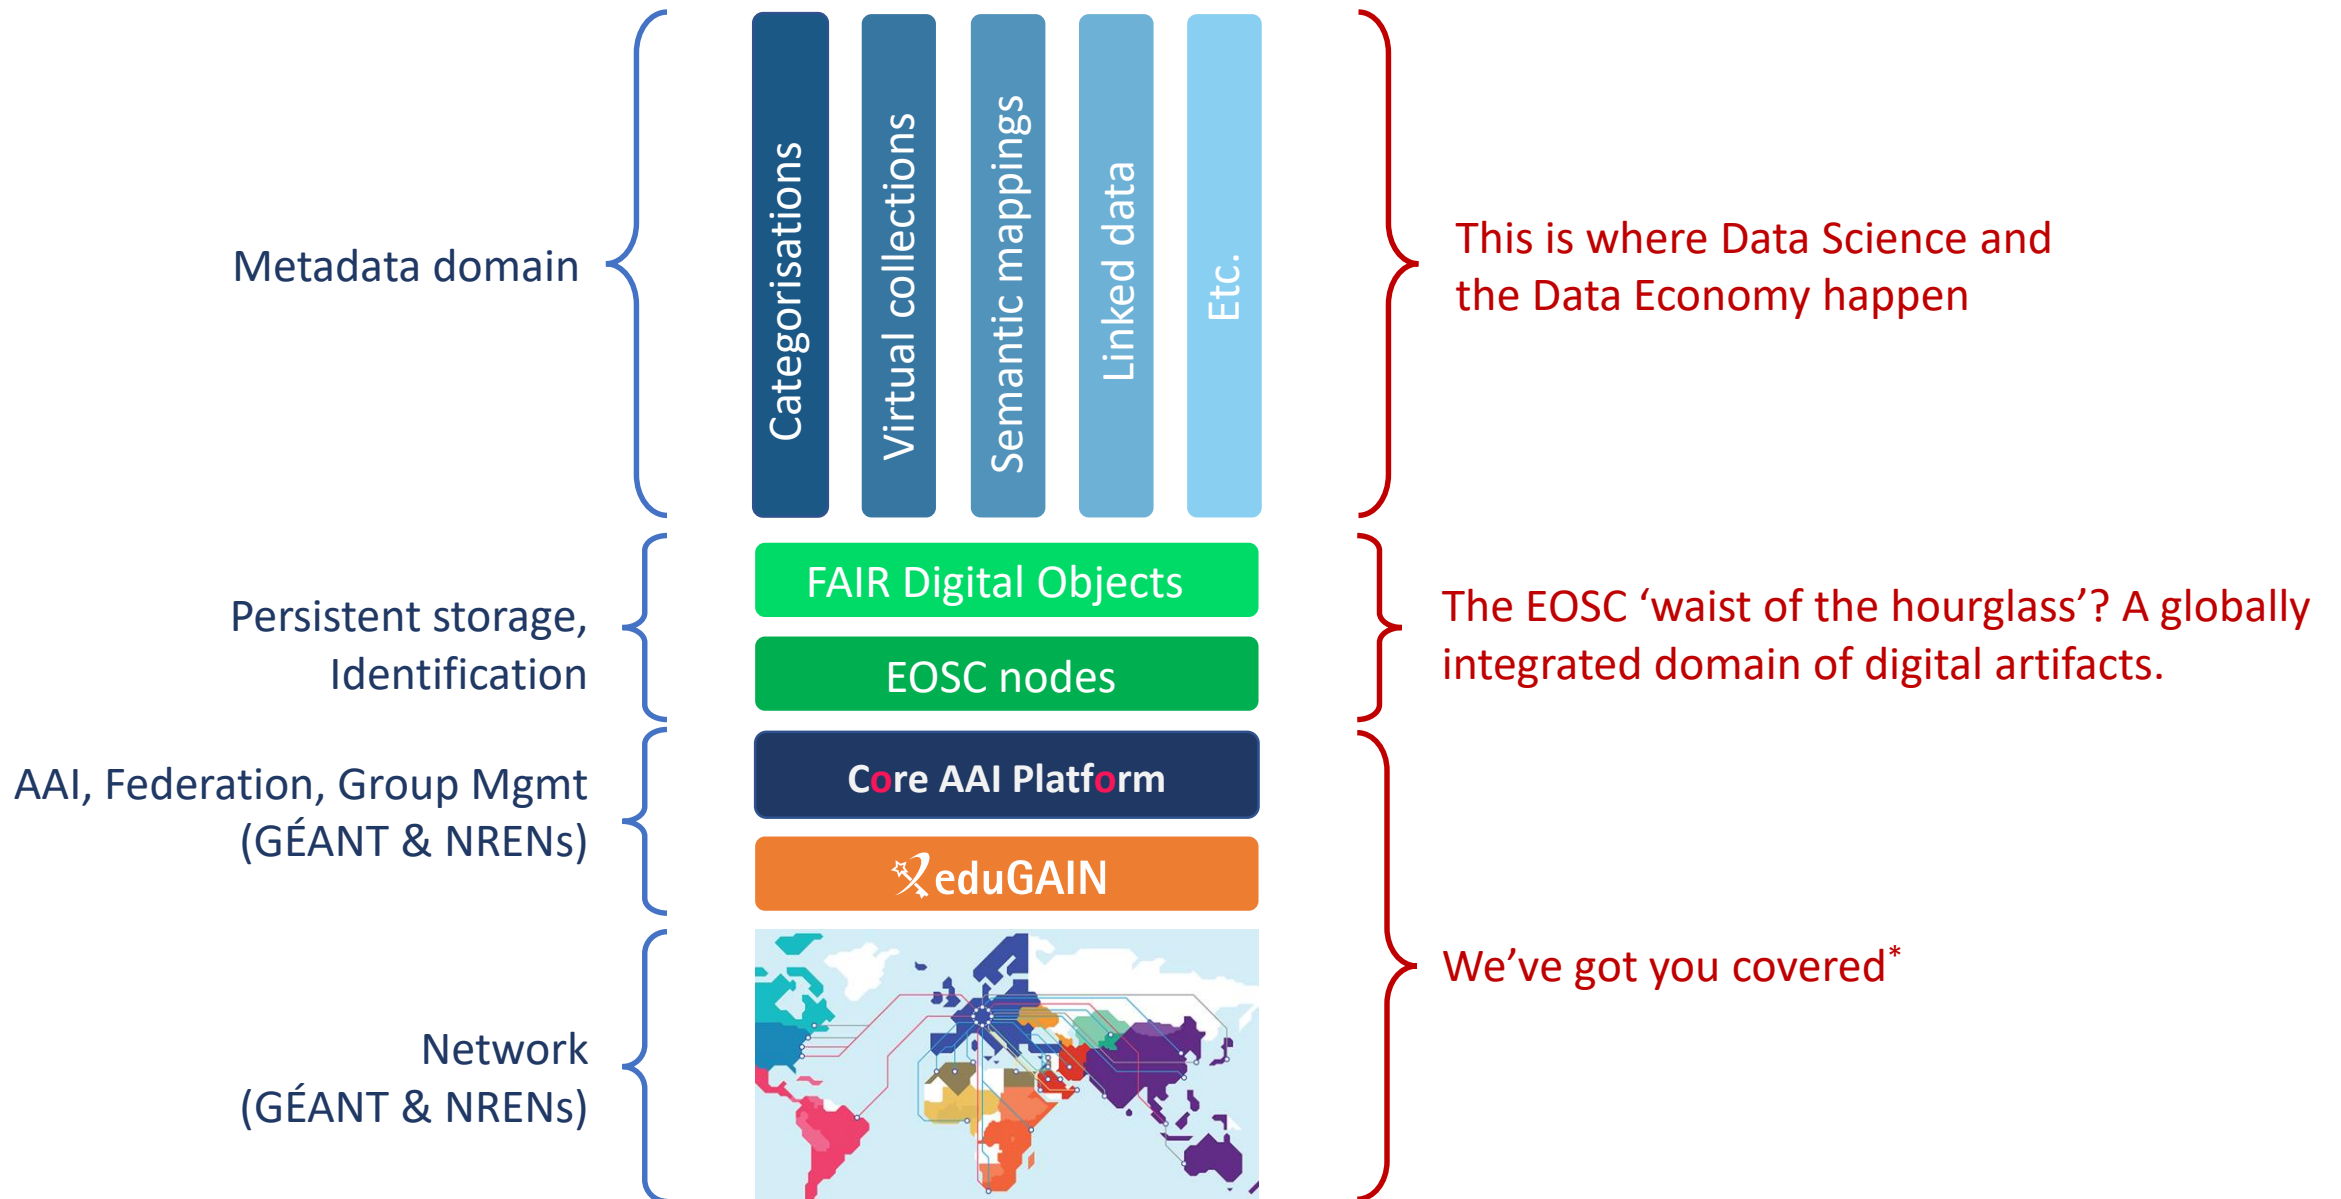 Metadata domain
Categorisations
Virtual collections
Semantic mappings
Linked data
Etc.
This is where Data Science and
the Data Economy happen
Persistent storage,
Identification
FAIR Digital Objects
EOSC nodes
The EOSC ‘waist of the hourglass’? A globally
integrated domain of digital artifacts.
AAI, Federation, Group Mgmt
(GÉANT & NRENs)
Core AAI Platform
eduGAIN
We’ve got you covered*
Network
(GÉANT & NRENs)